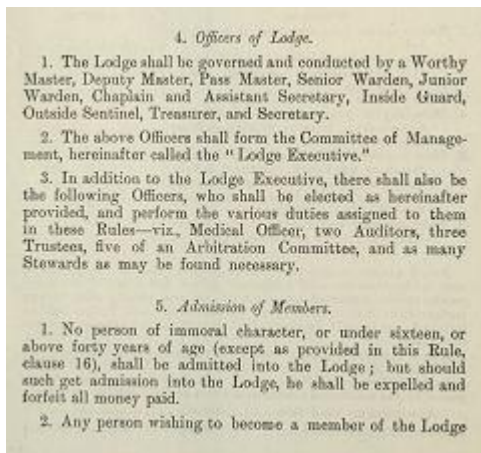 4. Officers of Lodge.
1. The Lodge shall be governed and conducted by a Worthy
Master, Deputy Master, Pass Master, Senior Warden, Junior
Warden, Chaplain and Assistant Secretary, Inside Guard,
Outside Sentinel, Treasurer, and Secretary.
2. The above Officers shall form the Committee of Manage-
ment, hereinafter called the "Lodge Executive."
3. In addition to the Lodge Executive, there shall also be
the following Officers, who shall be elected as hereinafter
provided, and perform the various duties assigned to them
in these Rules—viz., Medical Officer, two Auditors, three
Trustees, five of an Arbitration Committee, and as many
Stewards as may be found necessary.
5. Admission of Members.
1. No person of immoral character, or under sixteen, or
above forty years of age (except as provided in this Rule,
clause 16), shall be admitted into the Lodge; but should
such get admission into the Lodge, he shall be expelled and
forfeit all money paid.
2. Any person wishing to become a member of the Lodge